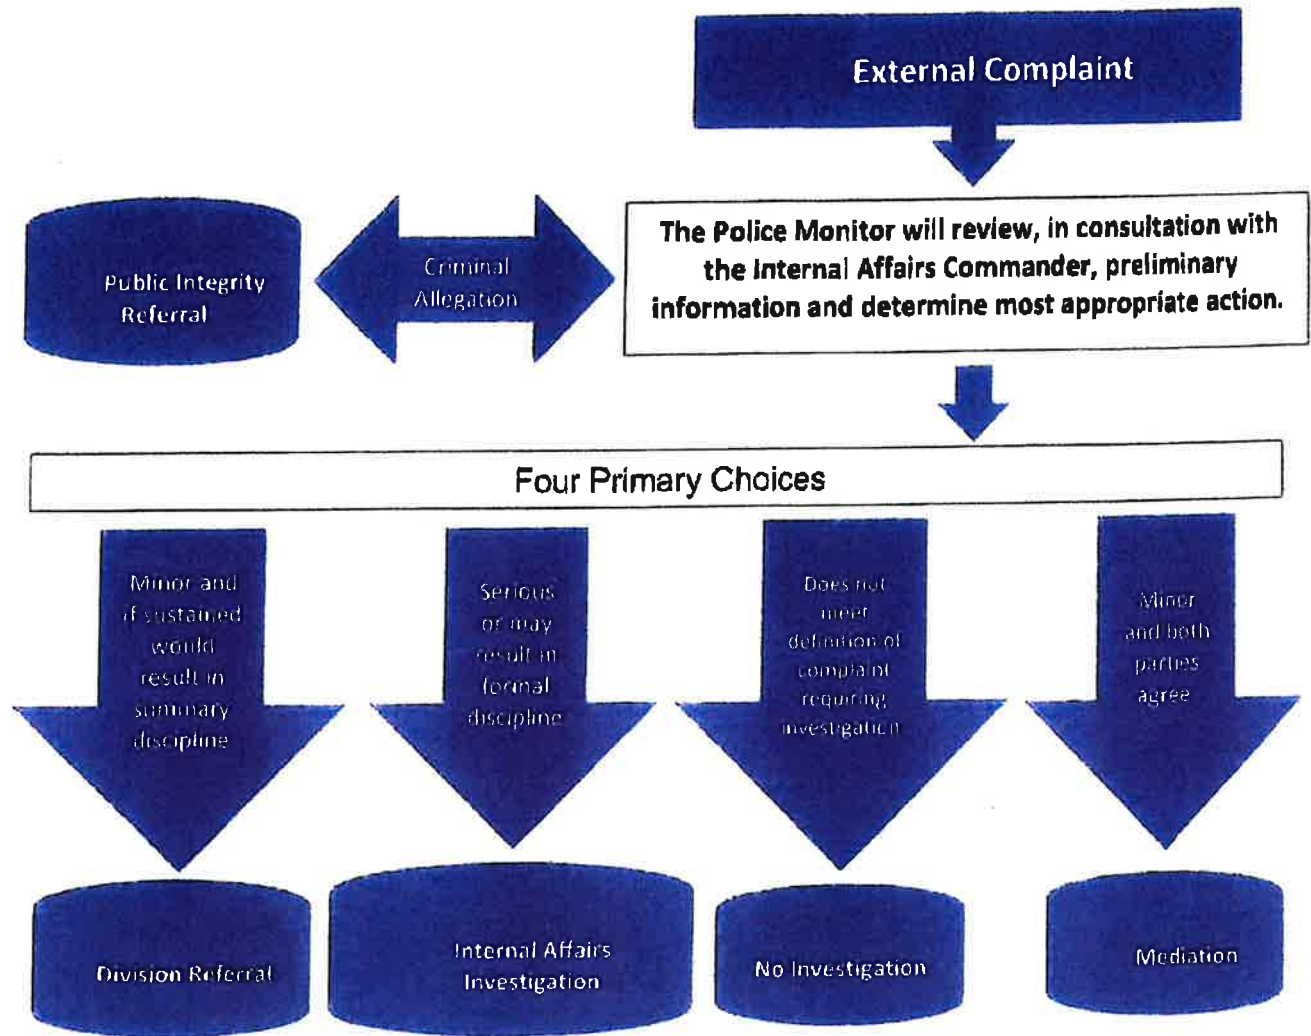 External Complaint
The Police Monitor will review, in consultation with
the Internal Affairs Commander, preliminary
information and determine most appropriate action.
Criminal
Allegation
Public Integrity
Referral
Four Primary Choices
Minor and
if sustained
would
result in
summary
discipline
Serious
or may
result in
formal
discipline
Does not
meet
definition of
complaint
requiring
investigation
Minor
and both
parties
agree
Division Referral
Internal Affairs
Investigation
No Investigation
Mediation